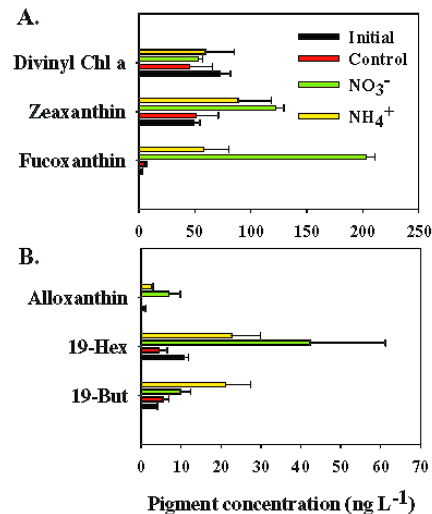 A.
Initial
Control
NO₃⁻
NH₄⁺
Divinyl Chl a
Zeaxanthin
Fucoxanthin
0 50 100 150 200 250
B.
Alloxanthin
19-Hex
19-But
0 10 20 30 40 50 60 70
Pigment concentration (ng L⁻¹)